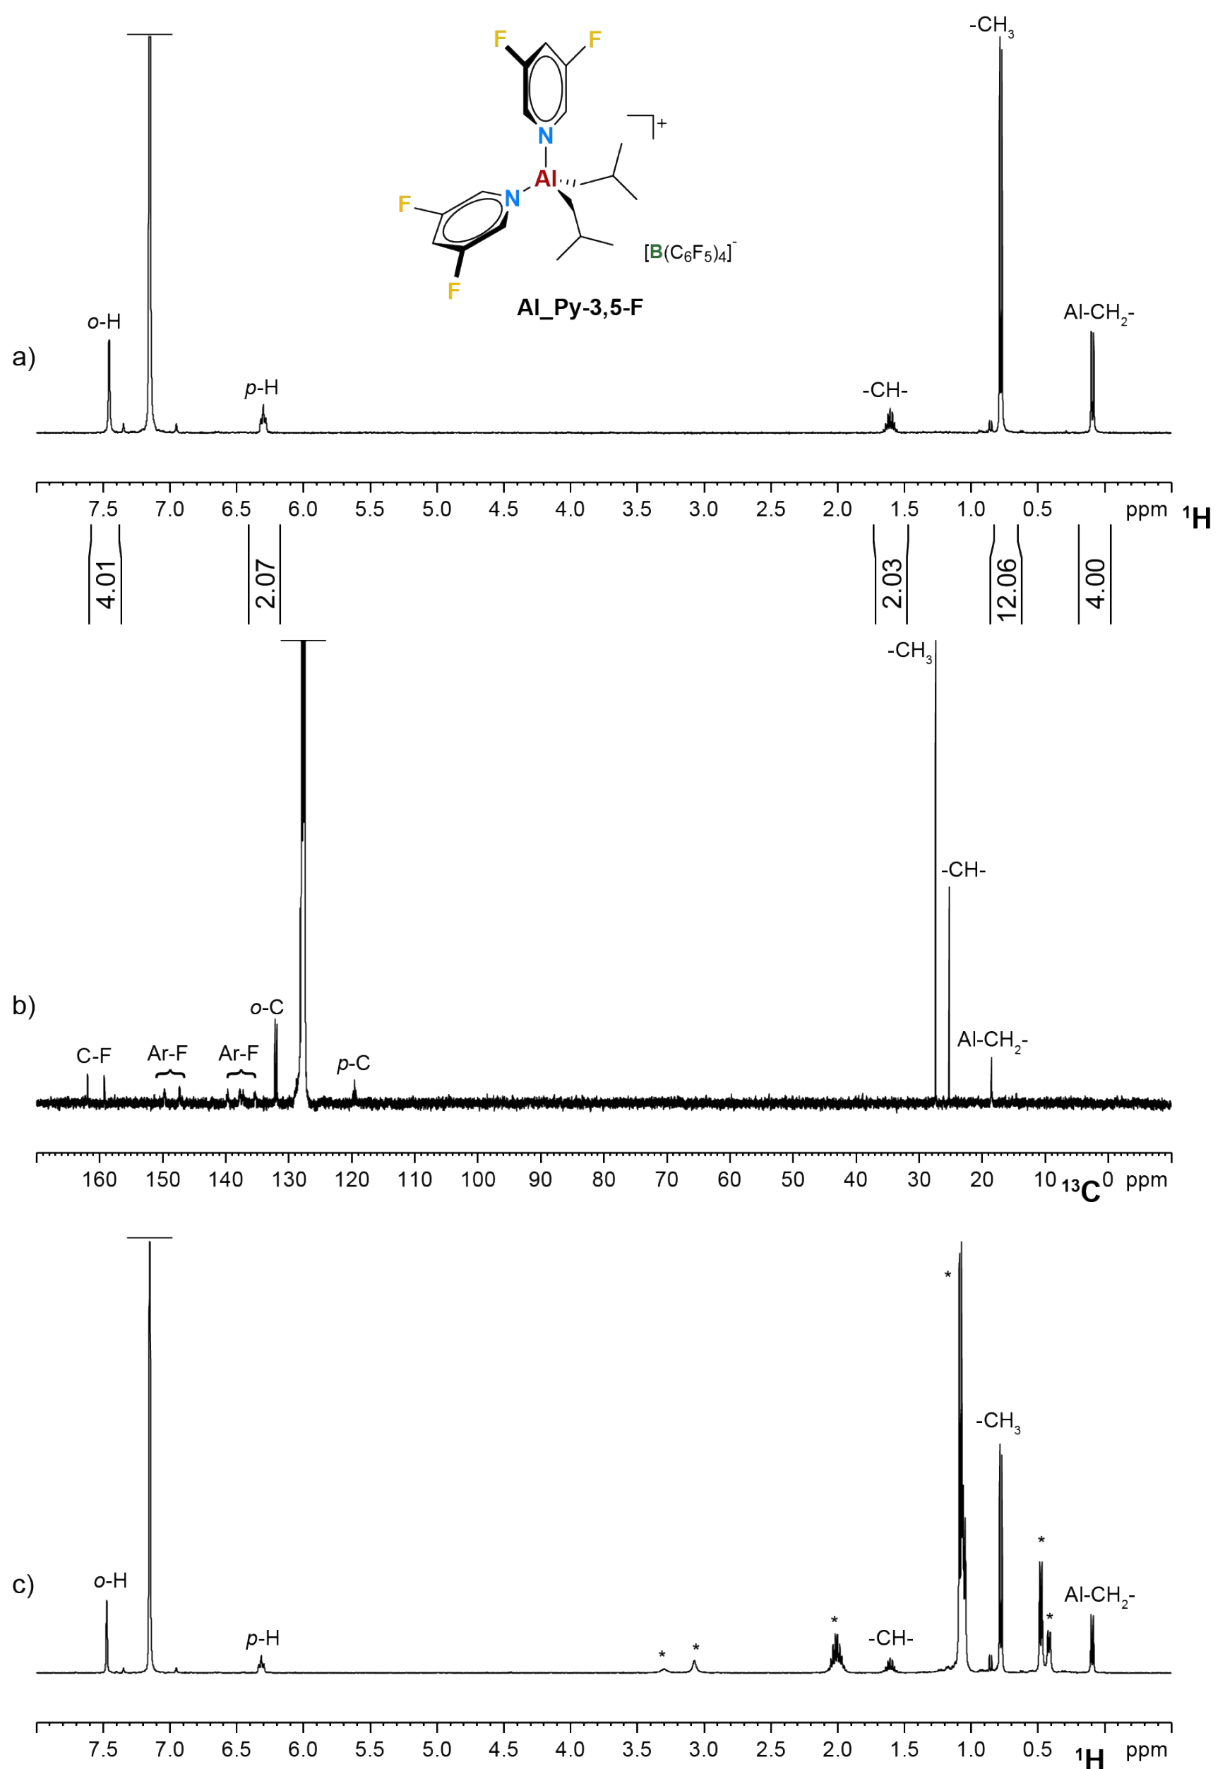 -CH3
F F
N
]+
Al
N
F
F
[B(C6F5)4]-
Al_Py-3,5-F
o-H
p-H
-CH-
Al-CH2-
a)
7.5 7.0 6.5 6.0 5.5 5.0 4.5 4.0 3.5 3.0 2.5 2.0 1.5 1.0 0.5 ppm 1H
4.01 2.07 2.03 12.06 4.00
-CH3
-CH-
b)
C-F Ar-F Ar-F o-C p-C Al-CH2-
160 150 140 130 120 110 100 90 80 70 60 50 40 30 20 10 13C 0 ppm
*
-CH3
*
c)
o-H
p-H
* * * -CH- * Al-CH2-
7.5 7.0 6.5 6.0 5.5 5.0 4.5 4.0 3.5 3.0 2.5 2.0 1.5 1.0 0.5 1H ppm